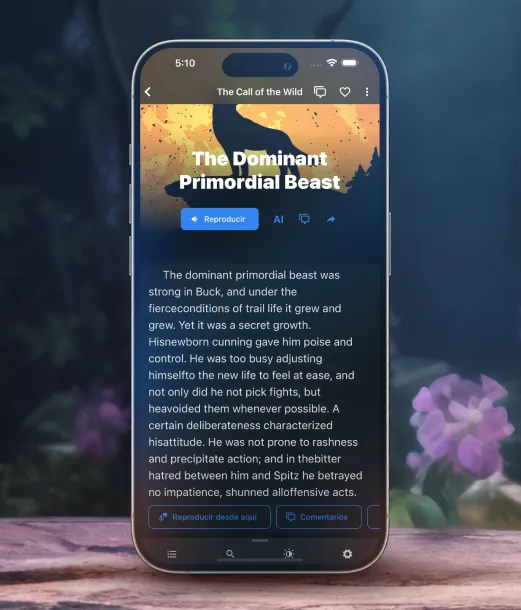 5:10
The Call of the Wild
The Dominant
Primordial Beast
Reproducir
AI
The dominant primordial beast was
strong in Buck, and under the
fierceconditions of trail life it grew and
grew. Yet it was a secret growth.
Hisnewborn cunning gave him poise and
control. He was too busy adjusting
himselfto the new life to feel at ease, and
not only did he not pick fights, but
heavoided them whenever possible. A
certain deliberateness characterized
hisattitude. He was not prone to rashness
and precipitate action; and in thebitter
hatred between him and Spitz he betrayed
no impatience, shunned alloffensive acts.
Reproducir desde aquí
Comentarios